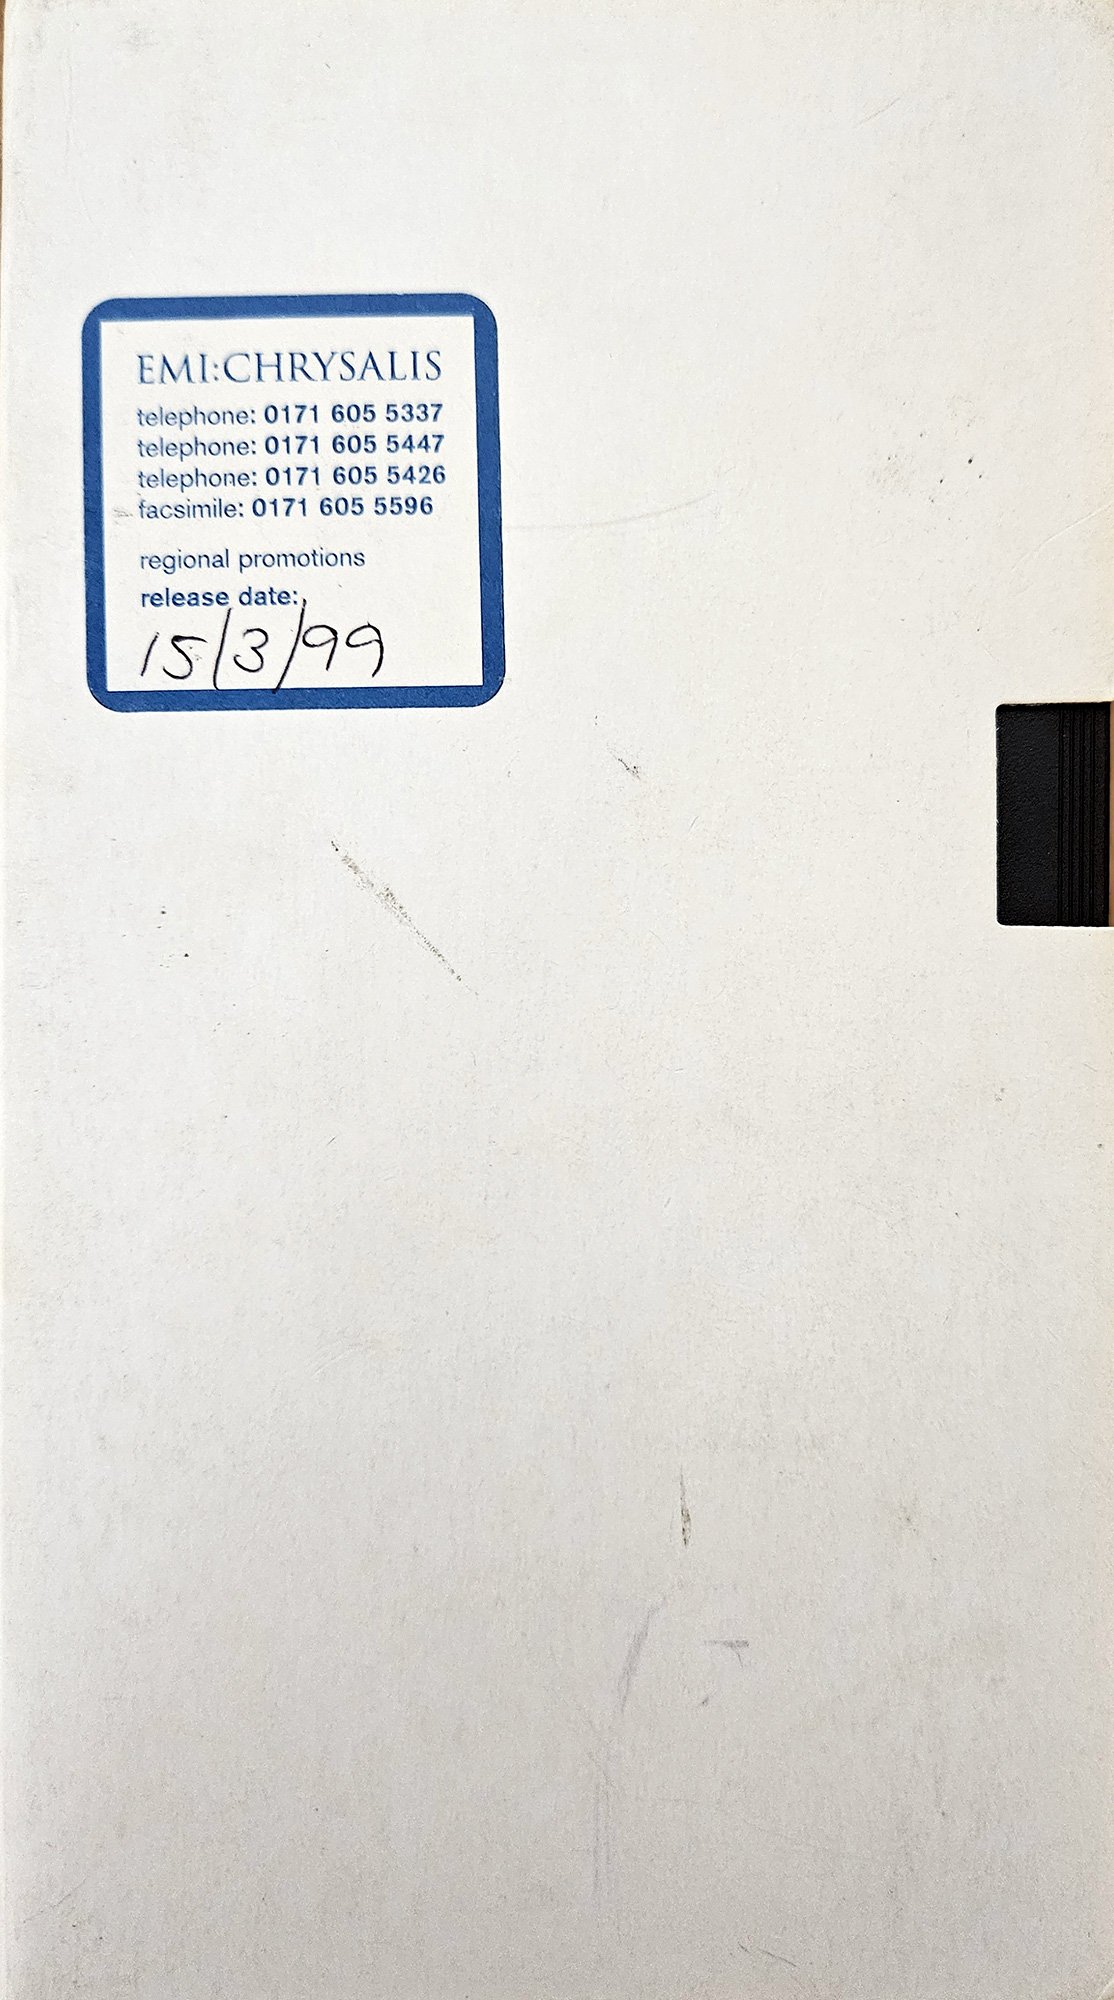 EMI:CHRYSALIS
telephone: 0171 605 5337
telephone: 0171 605 5447
telephone: 0171 605 5426
facsimile: 0171 605 5596
regional promotions
release date:
15/3/99